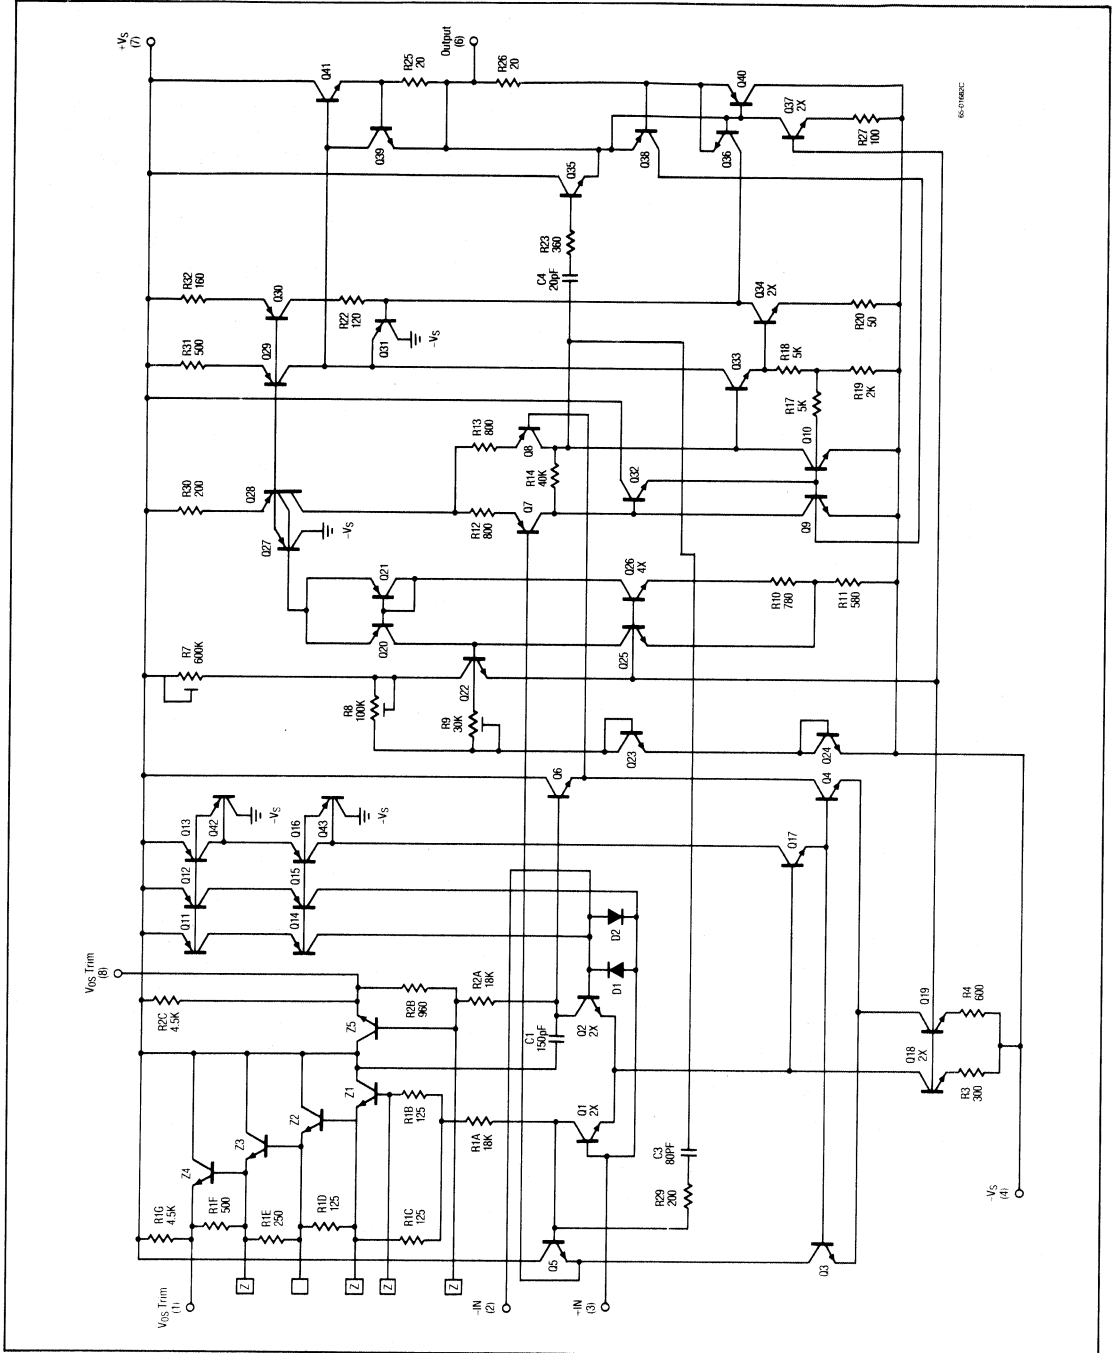 +VS
(7)
Output
(6)
65-01682C
Q41
R25
20
R26
20
Q40
Q37
2X
R27
100
Q39
Q38
Q36
Q35
R23
360
C4
20pF
R32
160
Q30
R22
120
Q31
-VS
Q34
2X
R20
50
R31
500
Q29
Q33
R18
5K
R19
2K
R17
5K
R13
800
Q8
R14
40K
Q10
R30
200
Q28
Q27
-VS
R12
800
Q7
Q32
Q9
Q21
Q20
Q26
4X
Q25
R10
780
R11
580
R7
600K
R8
100K
Q22
R9
30K
Q23
Q24
Q6
Q4
Q13
Q42
-VS
Q16
Q43
-VS
Q17
Q12
Q15
Q11
Q14
D2
D1
VOS Trim
(8)
R2C
4.5K
Z5
R2B
960
R2A
18K
C1
150pF
Q2
2X
Q19
R4
600
Q18
2X
R3
300
Z4
Z3
Z2
Z1
R1B
125
R1A
18K
Q1
2X
C3
80PF
R29
200
R1G
4.5K
R1F
500
R1E
250
R1D
125
R1C
125
Q5
Q3
-VS
(4)
Z
Z
Z
Z
VOS Trim
(1)
-IN
(2)
+IN
(3)